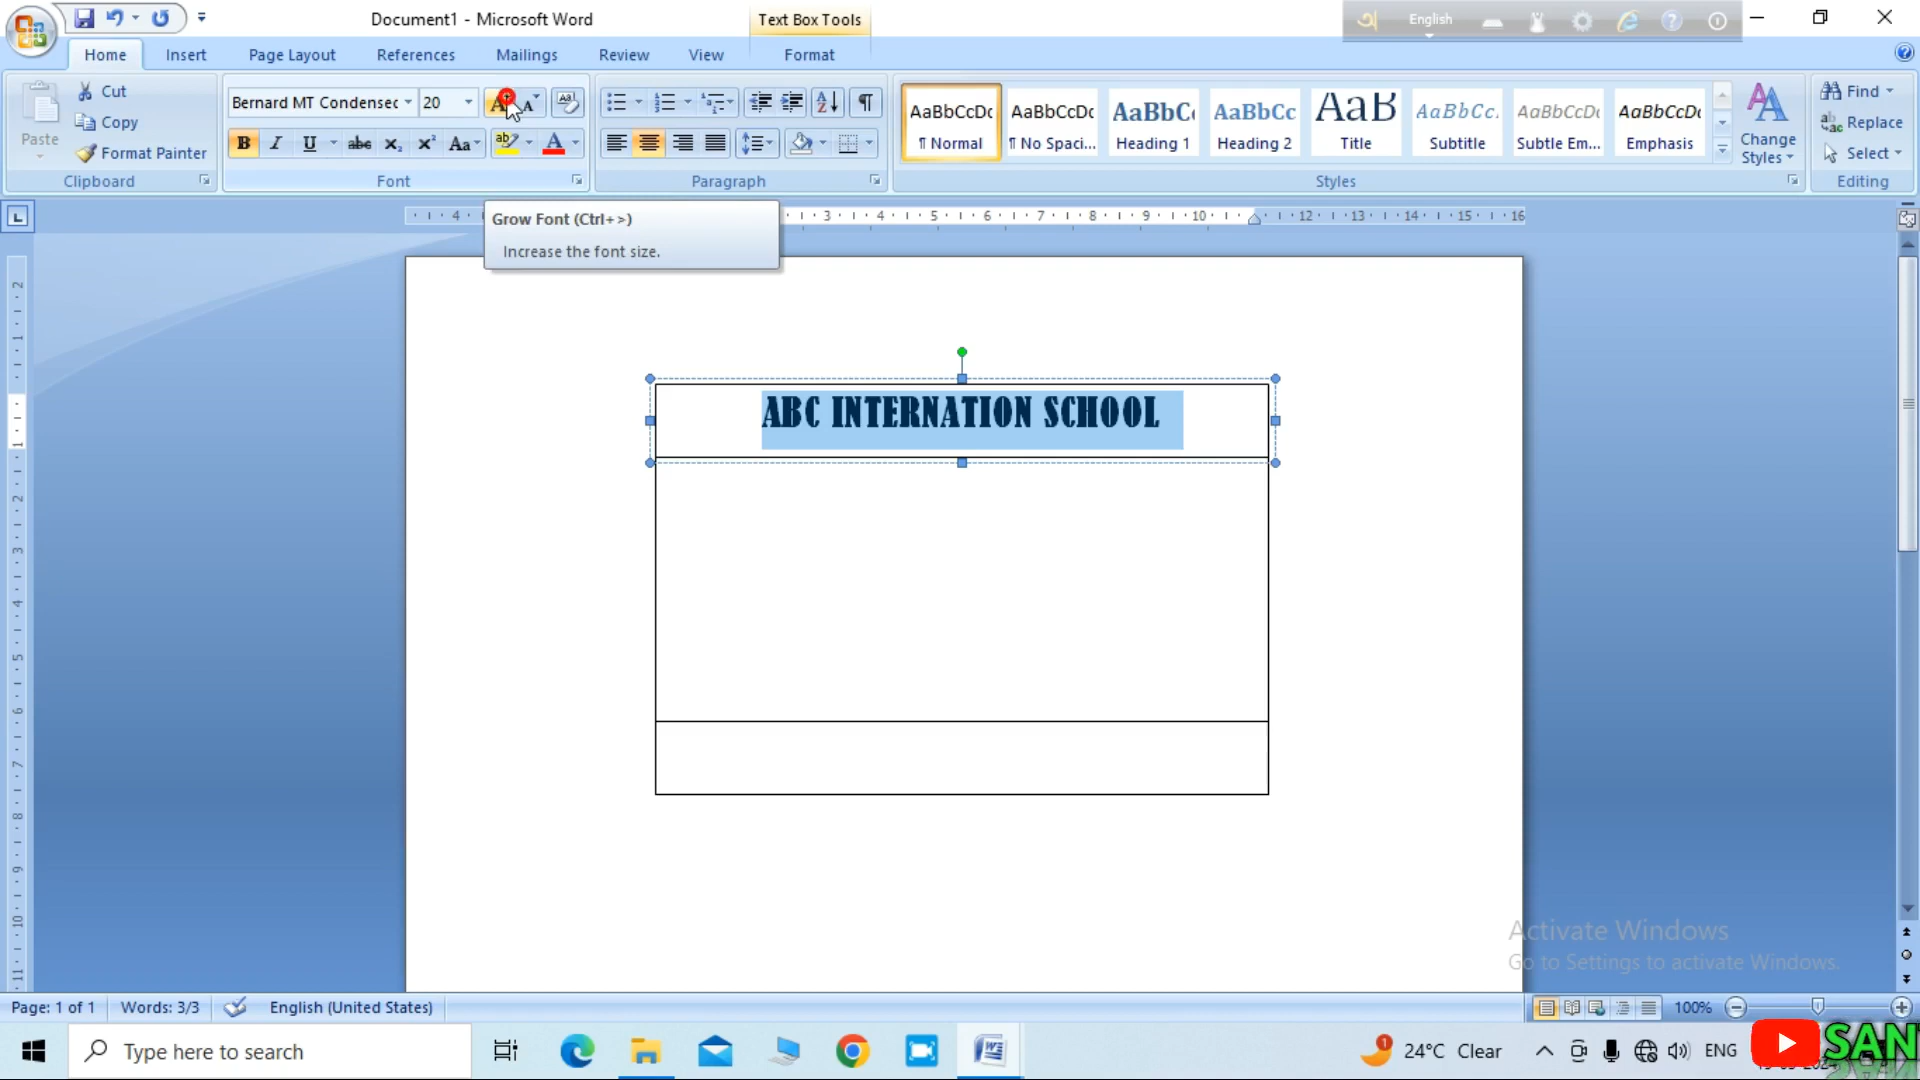 Document1 - Microsoft Word
Text Box Tools
English
Home
Insert
Page Layout
References
Mailings
Review
View
Format
Paste
Cut
Copy
Format Painter
Clipboard
Bernard MT Condensec
20
Font
Paragraph
AaBbCcDc
AaBbCcDc
AaBbC
AaBbCc
AaB
AaBbCc.
AaBbCcDc
AaBbCcDc
¶ Normal
¶ No Spaci...
Heading 1
Heading 2
Title
Subtitle
Subtle Em...
Emphasis
Change
Styles
Styles
Find
Replace
Select
Editing
Grow Font (Ctrl+>)
Increase the font size.
ABC INTERNATION SCHOOL
Activate Windows
Go to Settings to activate Windows.
Page: 1 of 1
Words: 3/3
English (United States)
100%
Type here to search
24°C Clear
ENG
SAN